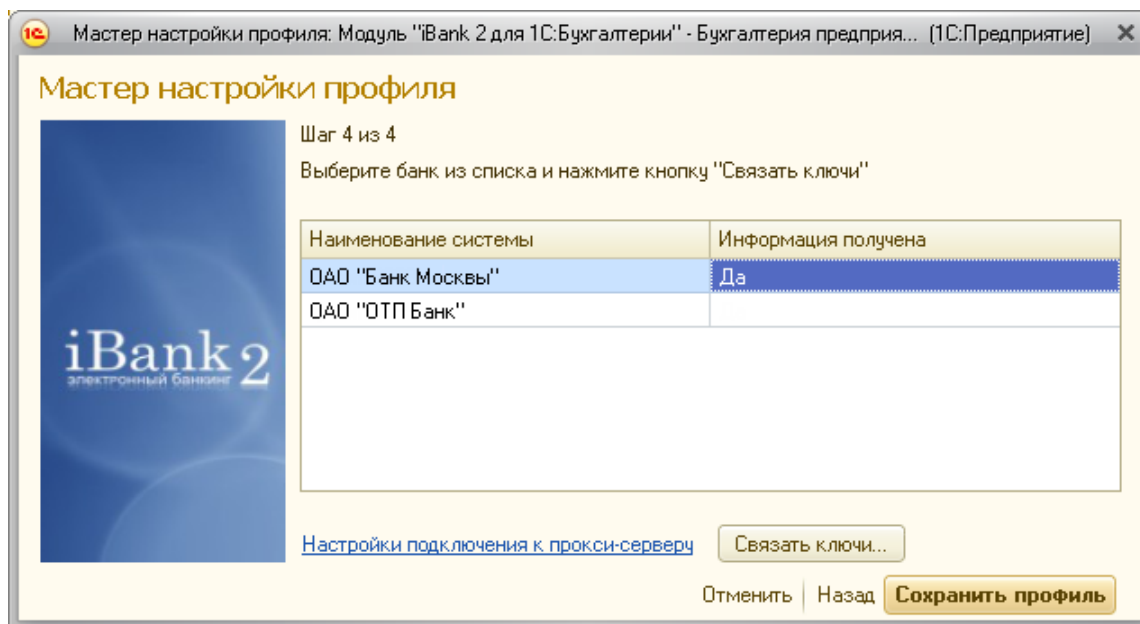 1С Мастер настройки профиля: Модуль "iBank 2 для 1С:Бухгалтерии" - Бухгалтерия предприя... (1С:Предприятие)
Мастер настройки профиля
Шаг 4 из 4
Выберите банк из списка и нажмите кнопку "Связать ключи"
Наименование системы Информация получена
ОАО "Банк Москвы" Да
ОАО "ОТП Банк"
iBank 2
электронный банкинг
Настройки подключения к прокси-серверу Связать ключи...
Отменить Назад Сохранить профиль